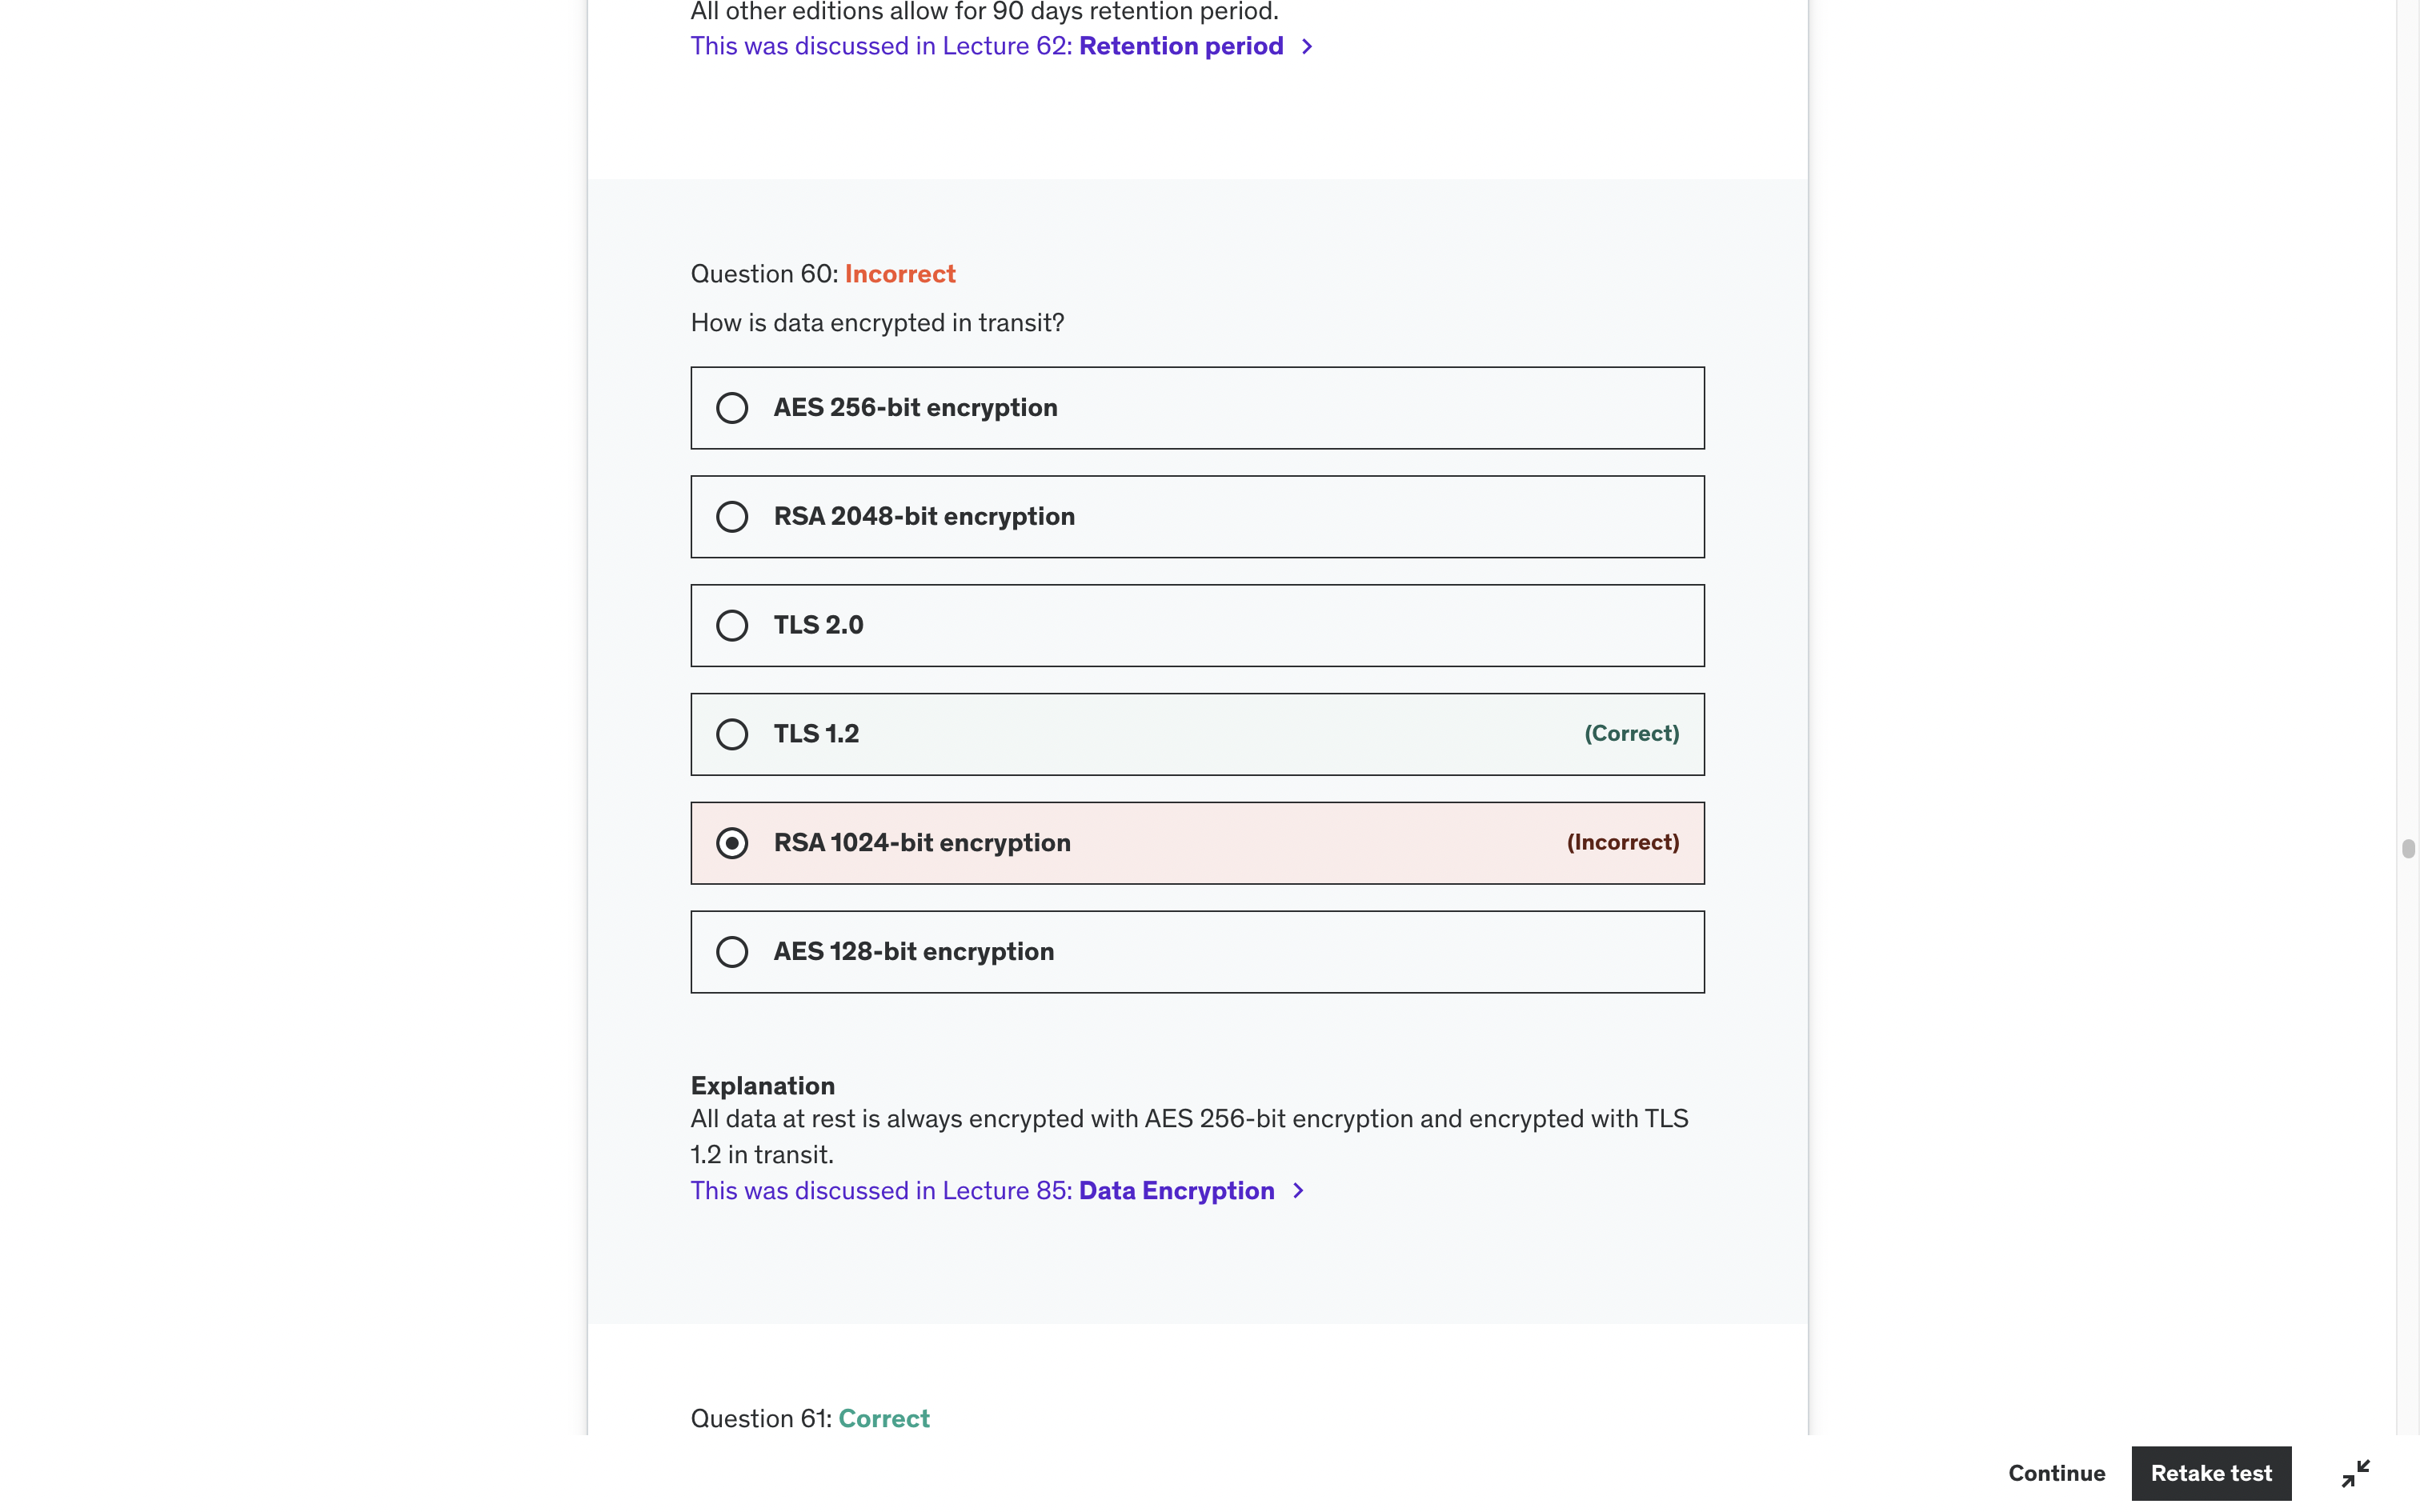 All other editions allow for 90 days retention period.
This was discussed in Lecture 62: Retention period
Question 60: Incorrect
How is data encrypted in transit?
AES 256-bit encryption
RSA 2048-bit encryption
TLS 2.0
TLS 1.2 (Correct)
RSA 1024-bit encryption (Incorrect)
AES 128-bit encryption
Explanation
All data at rest is always encrypted with AES 256-bit encryption and encrypted with TLS
1.2 in transit.
This was discussed in Lecture 85: Data Encryption
Question 61: Correct
Continue Retake test